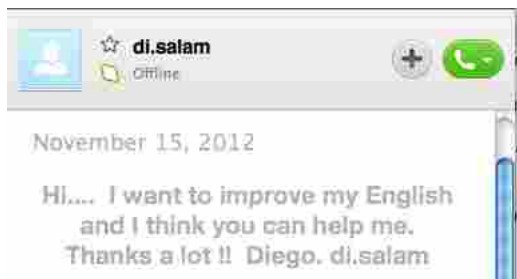 di.salam
Offline
November 15, 2012
Hi.... I want to improve my English
and I think you can help me.
Thanks a lot !! Diego. di.salam